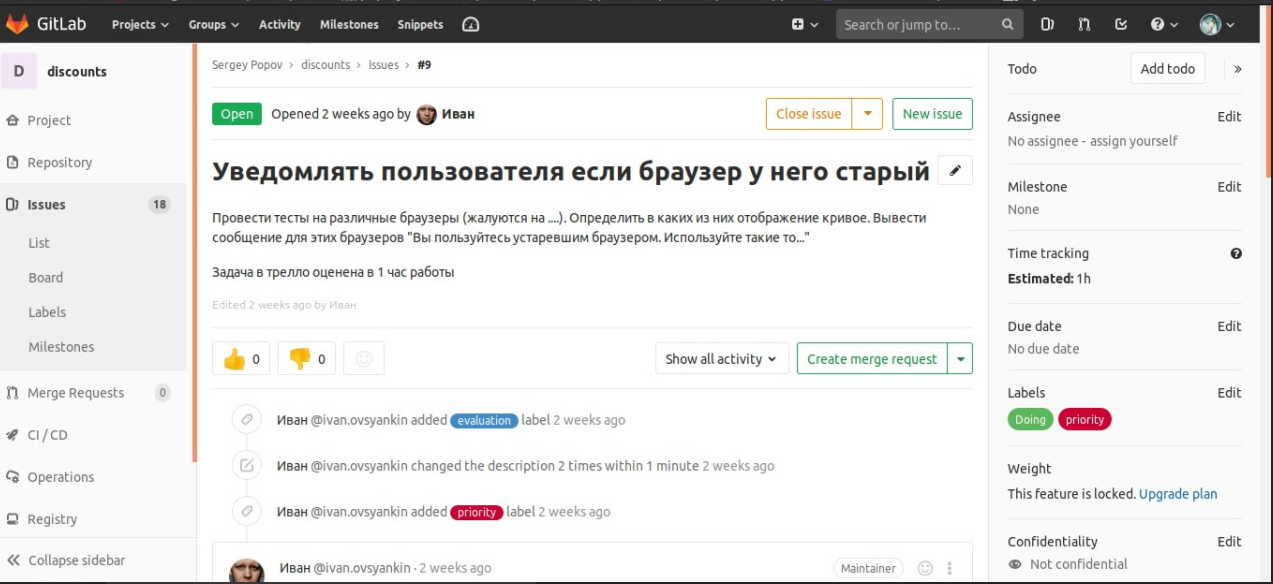 GitLab Projects Groups Activity Milestones Snippets Search or jump to...
D discounts
Project
Repository
Issues 18
List
Board
Labels
Milestones
Merge Requests 0
CI / CD
Operations
Registry
Collapse sidebar
Sergey Popov > discounts > Issues > #9
Open Opened 2 weeks ago by Иван Close issue New issue
Уведомлять пользователя если браузер у него старый
Провести тесты на различные браузеры (жалуются на ....). Определить в каких из них отображение кривое. Вывести
сообщение для этих браузеров "Вы пользуйтесь устаревшим браузером. Используйте такие то..."
Задача в трелло оценена в 1 час работы
Edited 2 weeks ago by Иван
0 0 Show all activity Create merge request
Иван @ivan.ovsyankin added evaluation label 2 weeks ago
Иван @ivan.ovsyankin changed the description 2 times within 1 minute 2 weeks ago
Иван @ivan.ovsyankin added priority label 2 weeks ago
Иван @ivan.ovsyankin · 2 weeks ago Maintainer
Todo Add todo »
Assignee Edit
No assignee - assign yourself
Milestone Edit
None
Time tracking
Estimated: 1h
Due date Edit
No due date
Labels Edit
Doing priority
Weight
This feature is locked. Upgrade plan
Confidentiality Edit
Not confidential